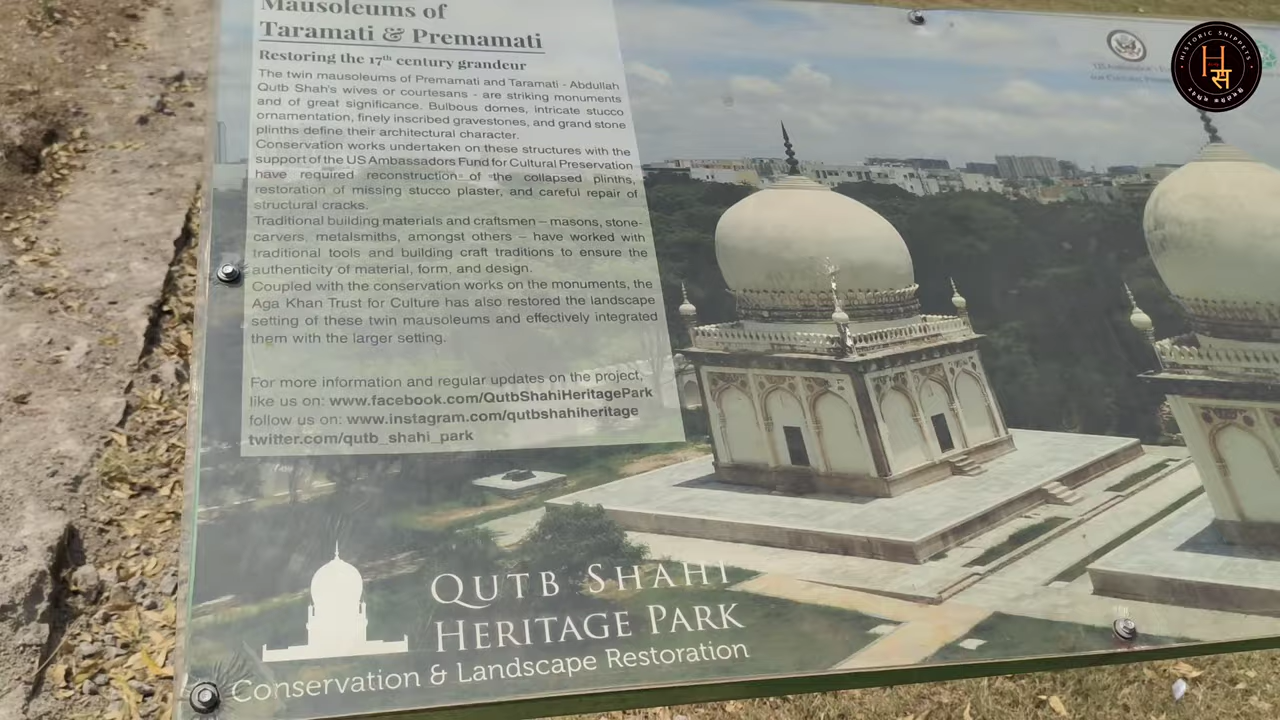 Mausoleums of
Taramati & Premamati
Restoring the 17th century grandeur
The twin mausoleums of Premamati and Taramati - Abdullah
Qutb Shah's wives or courtesans - are striking monuments
and of great significance. Bulbous domes, intricate stucco
ornamentation, finely inscribed gravestones, and grand stone
plinths define their architectural character.
Conservation works undertaken on these structures with the
support of the US Ambassadors Fund for Cultural Preservation
have required reconstruction of the collapsed plinths,
restoration of missing stucco plaster, and careful repair of
structural cracks.
Traditional building materials and craftsmen – masons, stone-
carvers, metalsmiths, amongst others – have worked with
traditional tools and building craft traditions to ensure the
authenticity of material, form, and design.
Coupled with the conservation works on the monuments, the
Aga Khan Trust for Culture has also restored the landscape
setting of these twin mausoleums and effectively integrated
them with the larger setting.
For more information and regular updates on the project,
like us on: www.facebook.com/QutbShahiHeritagePark
follow us on: www.instagram.com/qutbshahiheritage
twitter.com/qutb_shahi_park
QUTB SHAHI
HERITAGE PARK
Conservation & Landscape Restoration
HISTORIC SNIPPETS
H
स